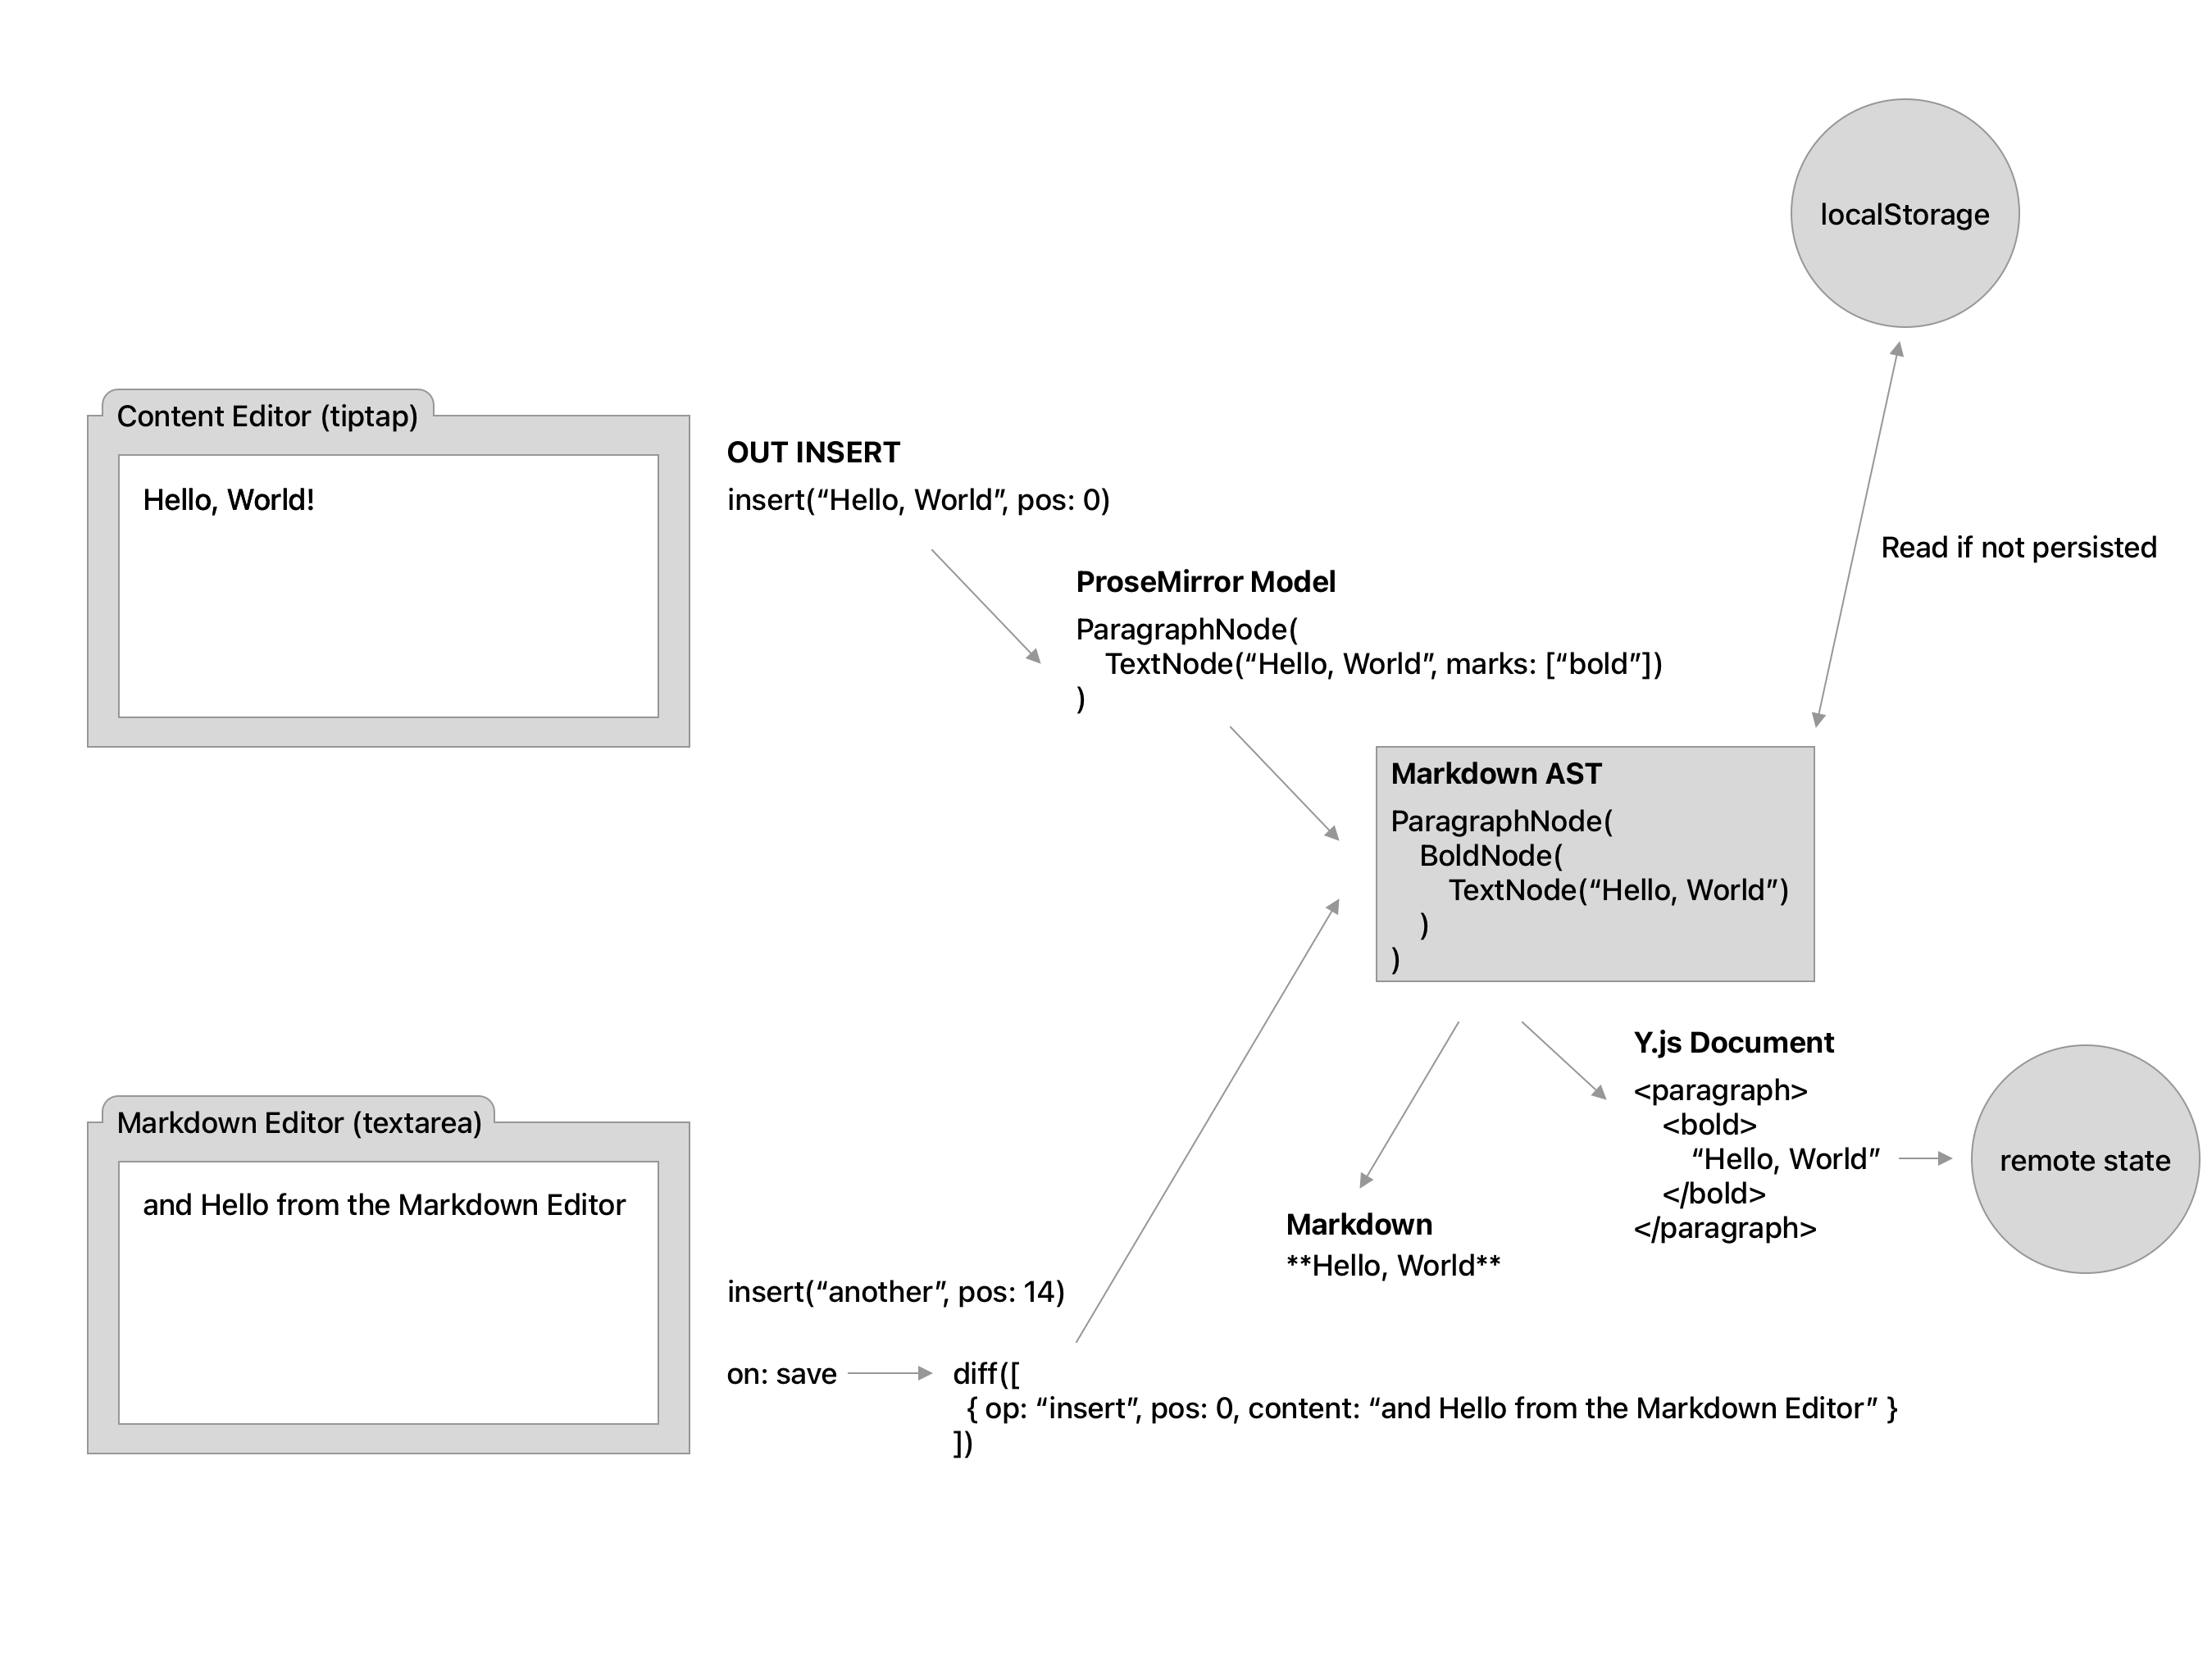 localStorage
Content Editor (tiptap)
Hello, World!
OUT INSERT
insert(“Hello, World”, pos: 0)
Read if not persisted
ProseMirror Model
ParagraphNode(
TextNode(“Hello, World”, marks: [“bold”])
)
Markdown AST
ParagraphNode(
BoldNode(
TextNode(“Hello, World”)
)
)
Y.js Document
<paragraph>
<bold>
“Hello, World”
</bold>
</paragraph>
remote state
Markdown Editor (textarea)
and Hello from the Markdown Editor
Markdown
**Hello, World**
insert(“another”, pos: 14)
on: save
diff([
{ op: “insert”, pos: 0, content: “and Hello from the Markdown Editor” }
])